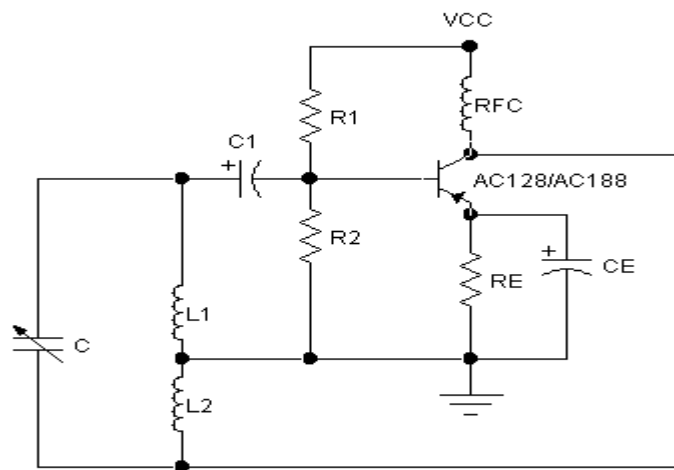 VCC
RFC
R1
C1
+
AC128/AC188
R2
+
CE
RE
L1
C
L2